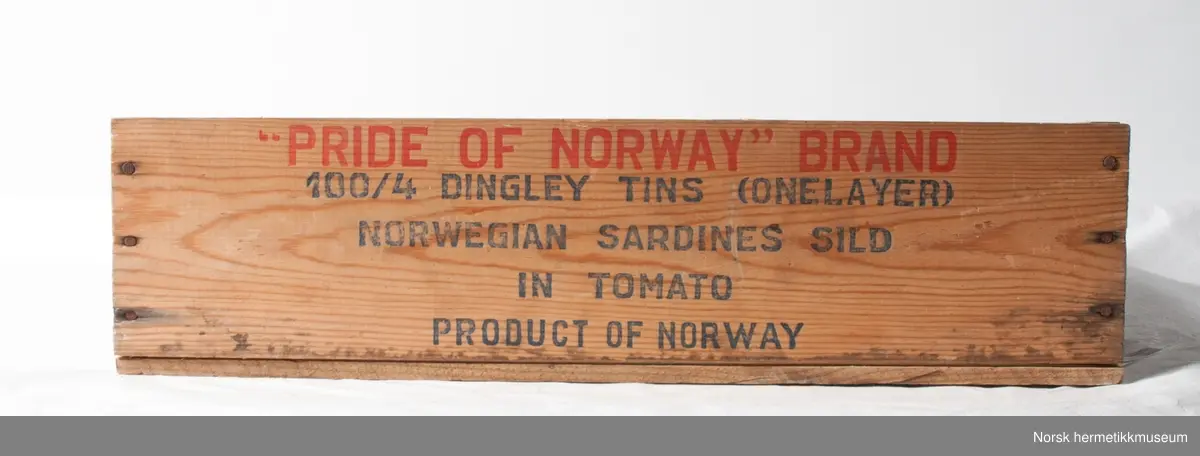 "PRIDE OF NORWAY" BRAND
100/4 DINGLEY TINS (ONELAYER)
NORWEGIAN SARDINES SILD
IN TOMATO
PRODUCT OF NORWAY
Norsk hermetikkmuseum